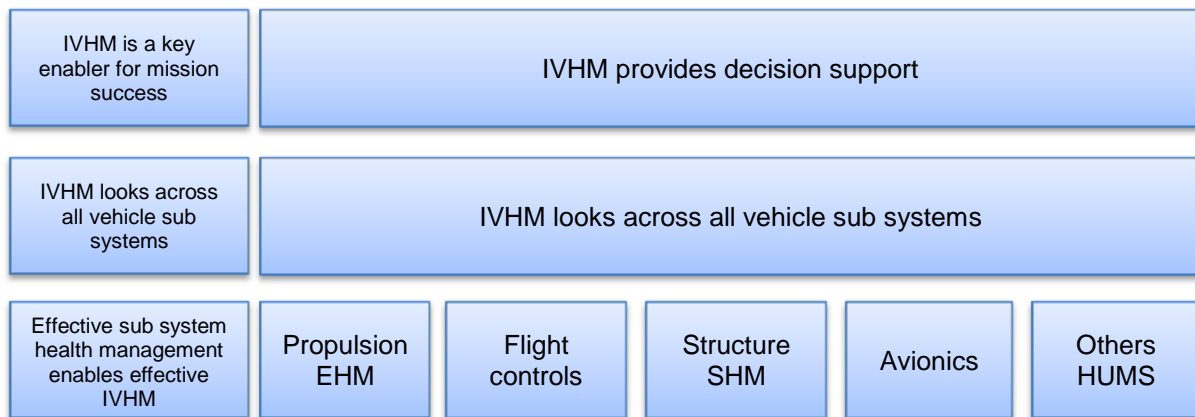 IVHM is a key
enabler for mission
success
IVHM provides decision support
IVHM looks across
all vehicle sub
systems
IVHM looks across all vehicle sub systems
Effective sub system
health management
enables effective
IVHM
Propulsion
EHM
Flight
controls
Structure
SHM
Avionics
Others
HUMS